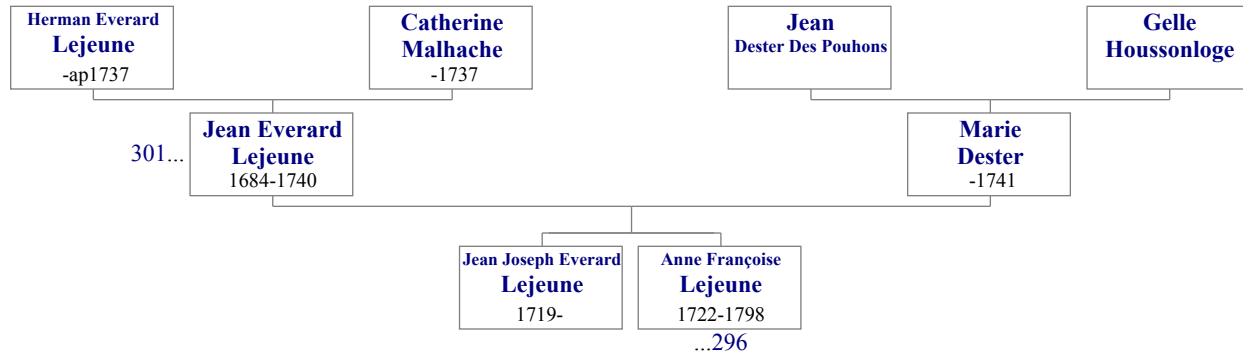 Herman Everard
Lejeune
-ap1737
Catherine
Malhache
-1737
Jean
Dester Des Pouhons
Gelle
Houssonloge
301...
Jean Everard
Lejeune
1684-1740
Marie
Dester
-1741
Jean Joseph Everard
Lejeune
1719-
Anne Françoise
Lejeune
1722-1798
...296